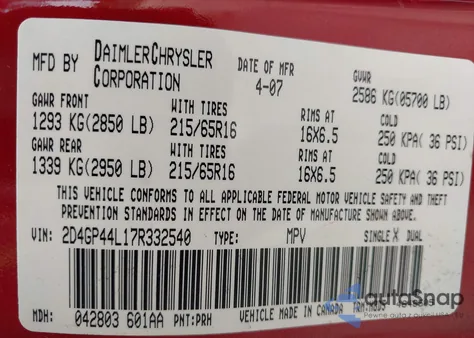 MFD BY DAIMLERCHRYSLER CORPORATION DATE OF MFR 4-07 GVWR 2586 KG(05700 LB)
GAWR FRONT WITH TIRES RIMS AT COLD
1293 KG(2850 LB) 215/65R16 16X6.5 250 KPA( 36 PSI)
GAWR REAR WITH TIRES RIMS AT COLD
1339 KG(2950 LB) 215/65R16 16X6.5 250 KPA( 36 PSI)
THIS VEHICLE CONFORMS TO ALL APPLICABLE FEDERAL MOTOR VEHICLE SAFETY AND THEFT
PREVENTION STANDARDS IN EFFECT ON THE DATE OF MANUFACTURE SHOWN ABOVE.
VIN: 2D4GP44L17R332540 TYPE: MPV SINGLE X DUAL
MDH: 042803 601AA PNT:PRH VEHICLE MADE IN CANADA
autoSnap
Pewne auto z USA